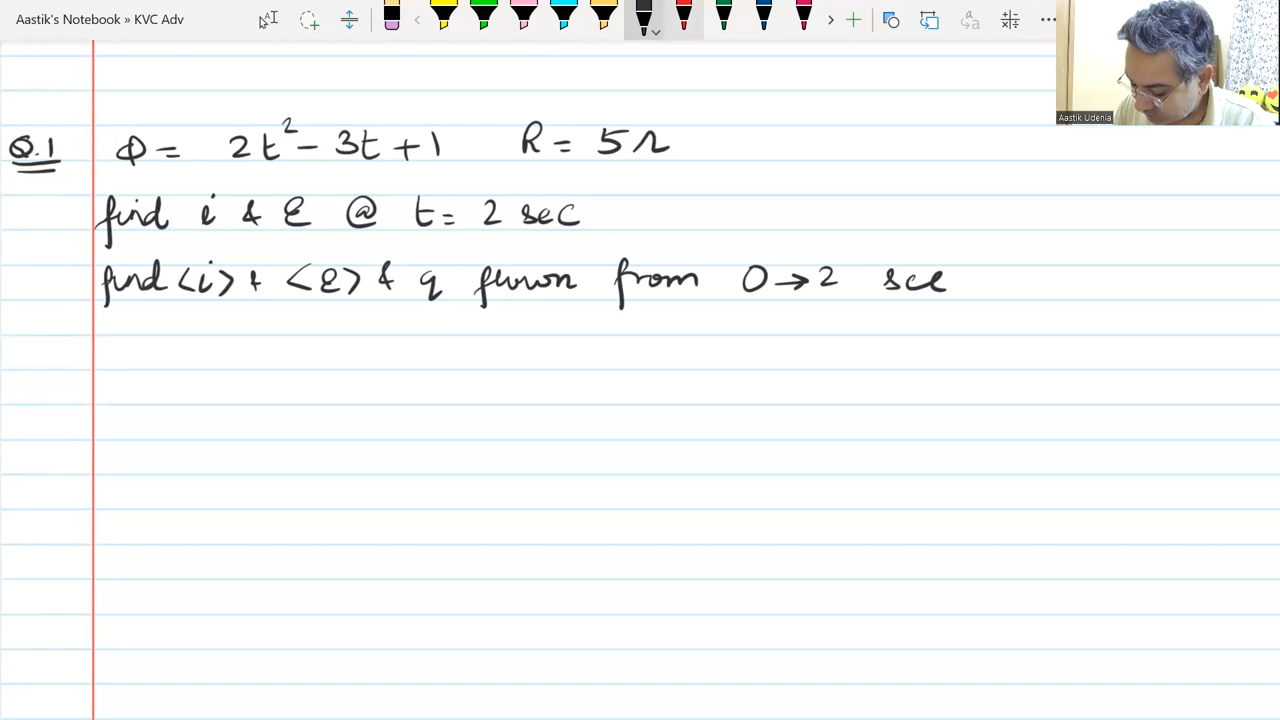 Aastik's Notebook » KVC Adv
Aastik Udenia
Q.1 Φ = 2t² - 3t + 1 R = 5Ω
find i & ε @ t = 2 sec
find <i> & <ε> & q flown from 0→2 sec